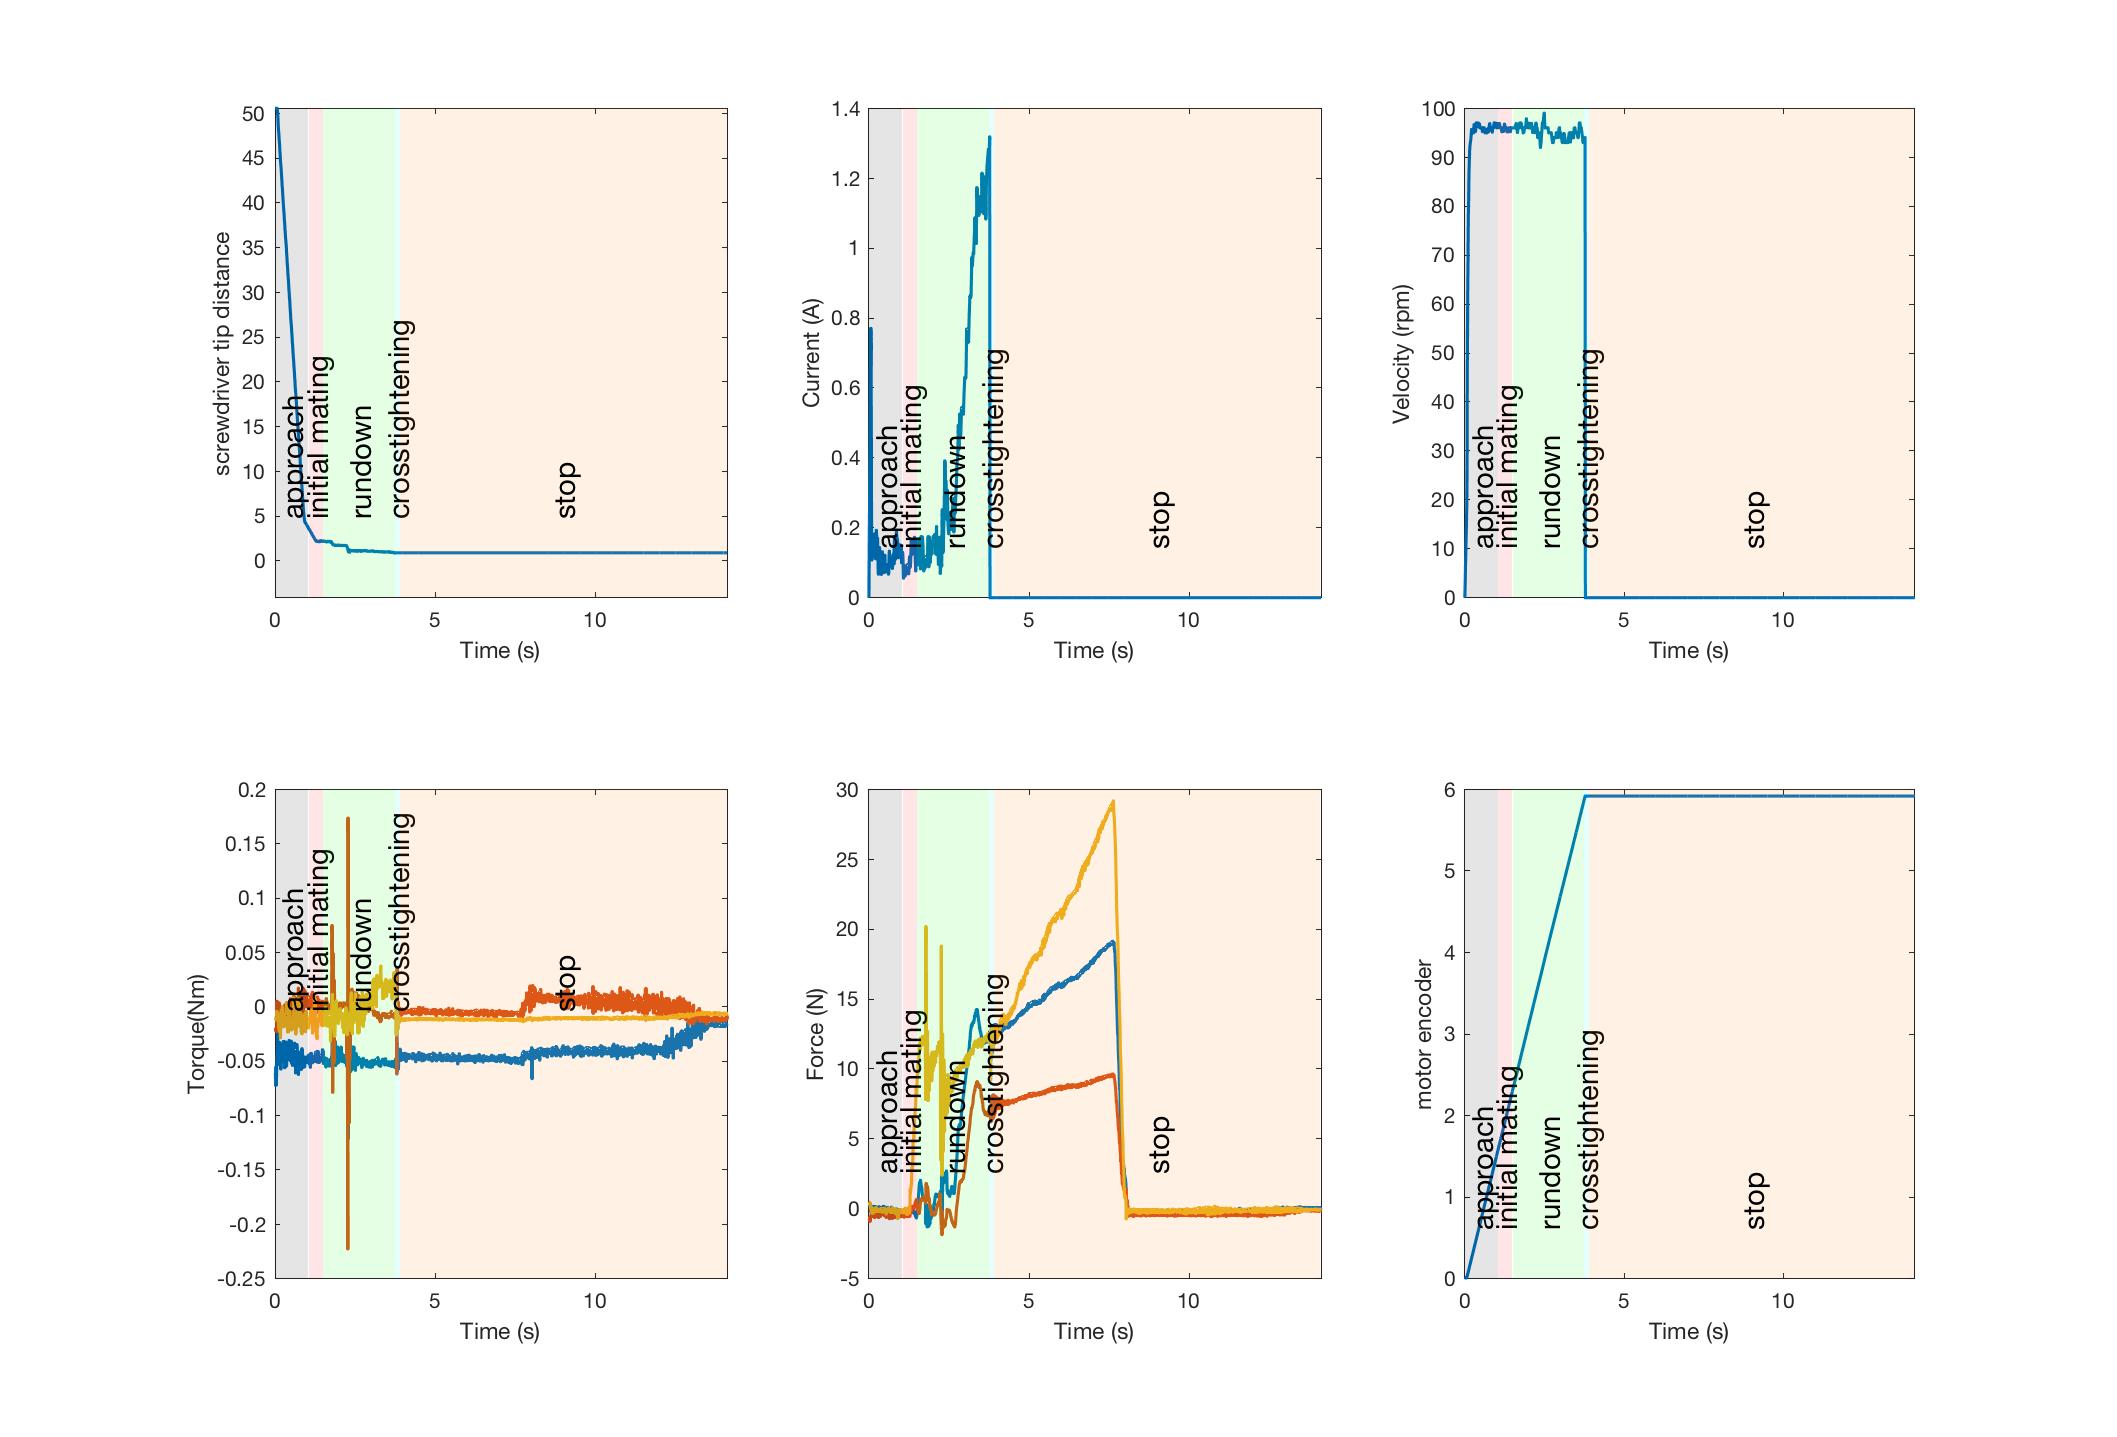 50
45
40
35
30
25
20
15
10
5
0
screwdriver tip distance
approach
initial mating
rundown
crosstightening
stop
0
5
10
Time (s)
1.4
1.2
1
0.8
0.6
0.4
0.2
0
Current (A)
approach
initial mating
rundown
crosstightening
stop
0
5
10
Time (s)
100
90
80
70
60
50
40
30
20
10
0
Velocity (rpm)
approach
initial mating
rundown
crosstightening
stop
0
5
10
Time (s)
0.2
0.15
0.1
0.05
0
-0.05
-0.1
-0.15
-0.2
-0.25
Torque(Nm)
approach
initial mating
rundown
crosstightening
stop
0
5
10
Time (s)
30
25
20
15
10
5
0
-5
Force (N)
approach
initial mating
rundown
crosstightening
stop
0
5
10
Time (s)
6
5
4
3
2
1
0
motor encoder
approach
initial mating
rundown
crosstightening
stop
0
5
10
Time (s)